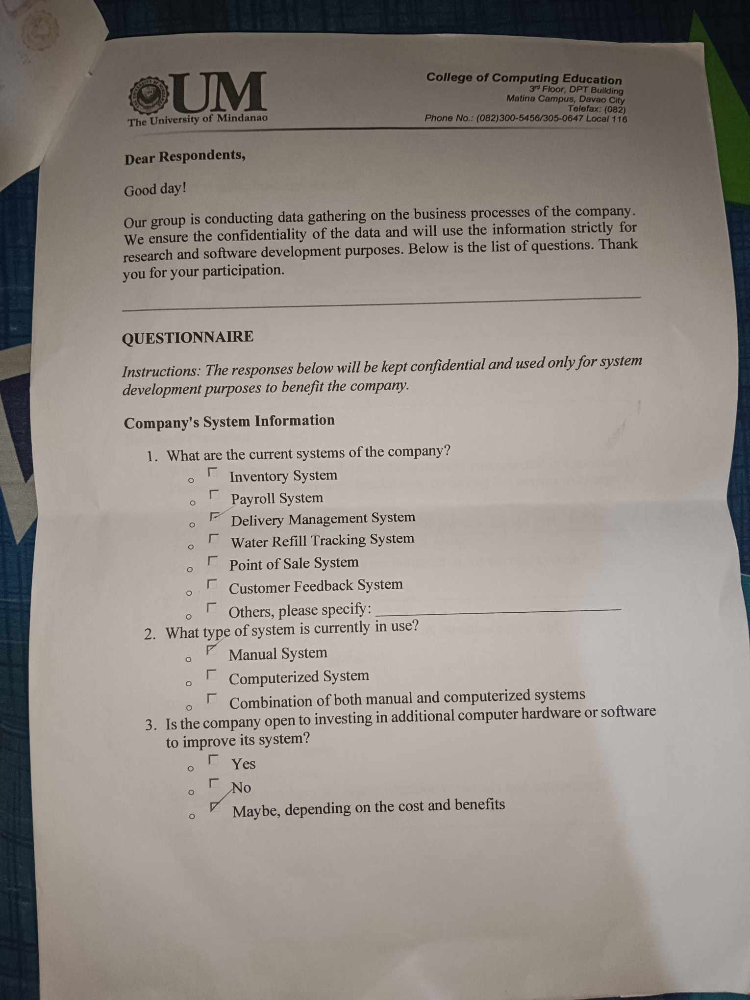 UM
The University of Mindanao
College of Computing Education
3rd Floor, DPT Building
Matina Campus, Davao City
Telefax: (082)
Phone No.: (082)300-5456/305-0647 Local 116
Dear Respondents,
Good day!
Our group is conducting data gathering on the business processes of the company.
We ensure the confidentiality of the data and will use the information strictly for
research and software development purposes. Below is the list of questions. Thank
you for your participation.
QUESTIONNAIRE
Instructions: The responses below will be kept confidential and used only for system
development purposes to benefit the company.
Company's System Information
1. What are the current systems of the company?
Inventory System
Payroll System
Delivery Management System
Water Refill Tracking System
Point of Sale System
Customer Feedback System
Others, please specify:
2. What type of system is currently in use?
Manual System
Computerized System
Combination of both manual and computerized systems
3. Is the company open to investing in additional computer hardware or software
to improve its system?
Yes
No
Maybe, depending on the cost and benefits